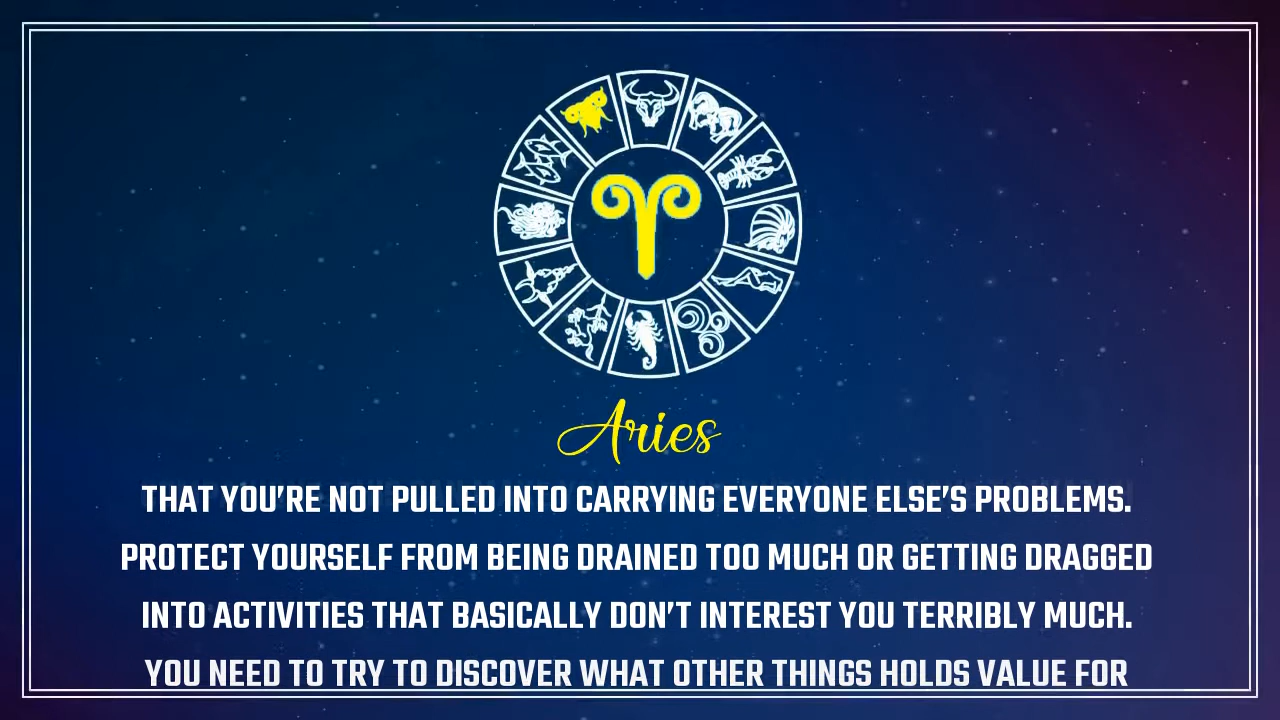 Aries
THAT YOU'RE NOT PULLED INTO CARRYING EVERYONE ELSE'S PROBLEMS.
PROTECT YOURSELF FROM BEING DRAINED TOO MUCH OR GETTING DRAGGED
INTO ACTIVITIES THAT BASICALLY DON'T INTEREST YOU TERRIBLY MUCH.
YOU NEED TO TRY TO DISCOVER WHAT OTHER THINGS HOLDS VALUE FOR